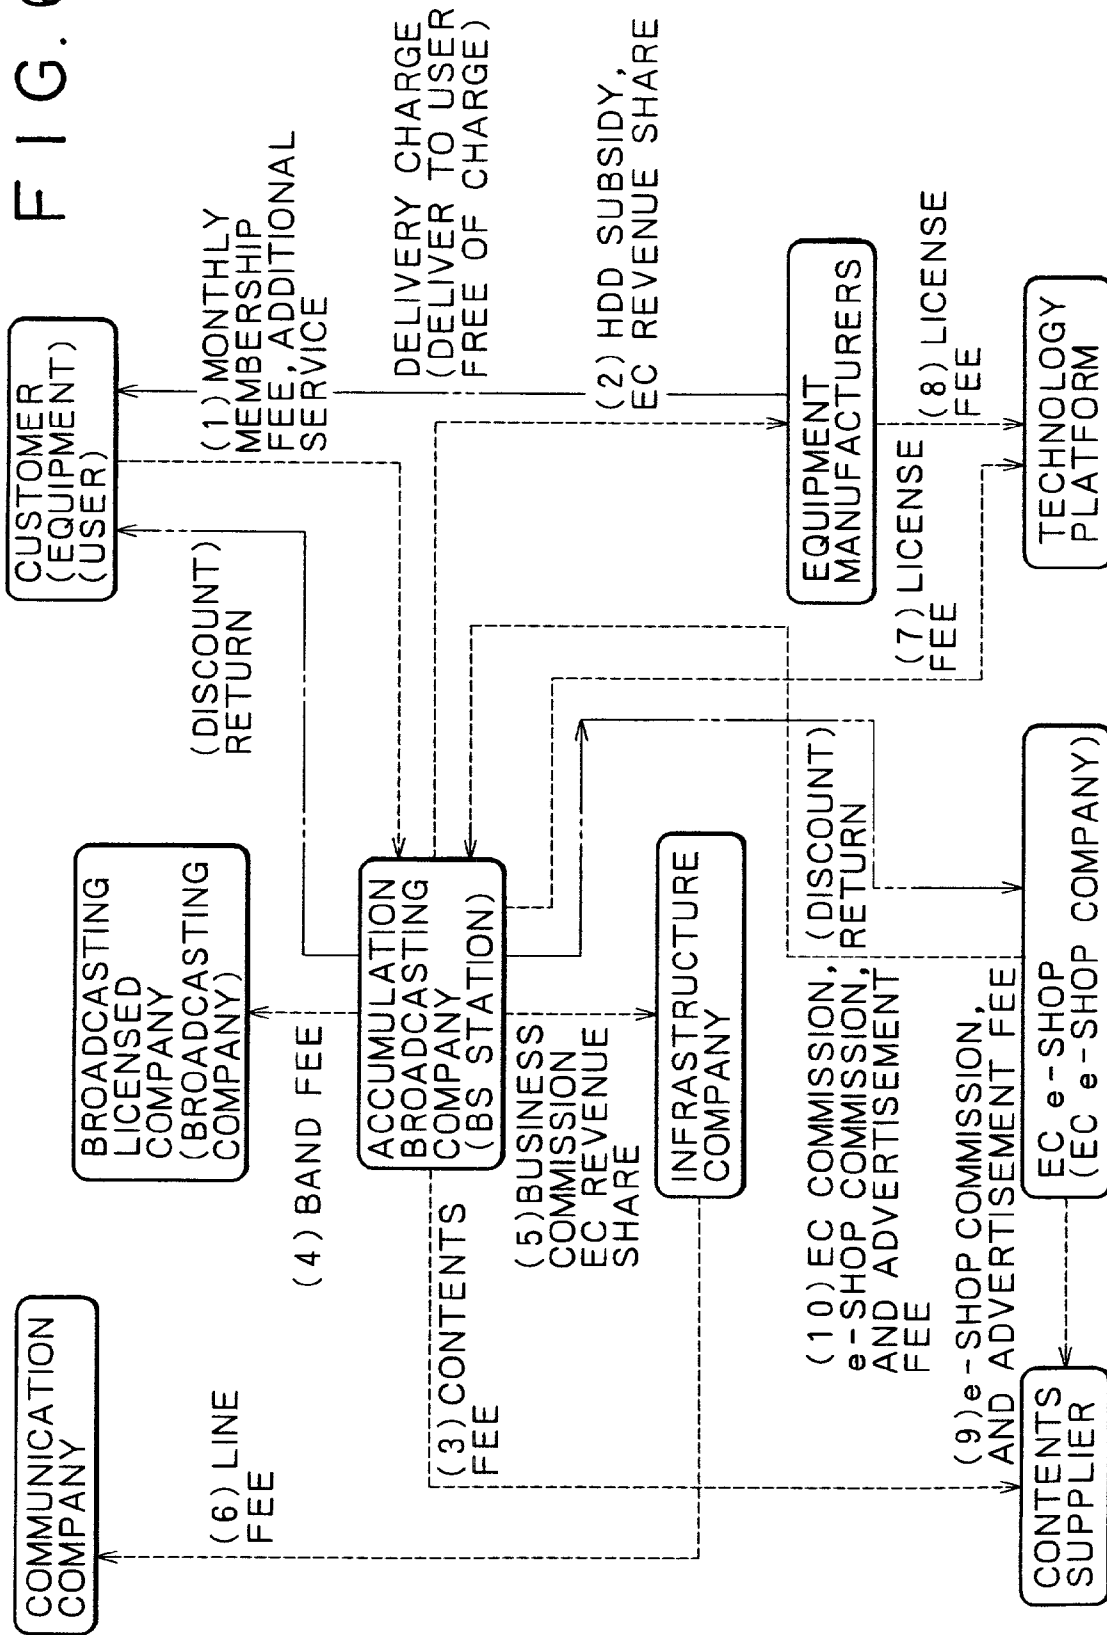 FIG.
COMMUNICATION
COMPANY
BROADCASTING
LICENSED
COMPANY
(BROADCASTING
COMPANY)
CUSTOMER
(EQUIPMENT)
(USER)
(6) LINE
FEE
(4) BAND FEE
(DISCOUNT)
RETURN
(1) MONTHLY
MEMBERSHIP
FEE, ADDITIONAL
SERVICE
ACCUMULATION
BROADCASTING
COMPANY
(BS STATION)
DELIVERY CHARGE
(DELIVER TO USER
FREE OF CHARGE)
(3) CONTENTS
FEE
(5) BUSINESS
COMMISSION
EC REVENUE
SHARE
(2) HDD SUBSIDY,
EC REVENUE SHARE
INFRASTRUCTURE
COMPANY
EQUIPMENT
MANUFACTURERS
(10) EC COMMISSION,
e-SHOP COMMISSION,
AND ADVERTISEMENT
FEE
(DISCOUNT)
RETURN
(7) LICENSE
FEE
(8) LICENSE
FEE
(9) e-SHOP COMMISSION,
AND ADVERTISEMENT FEE
CONTENTS
SUPPLIER
EC e-SHOP
(EC e-SHOP COMPANY)
TECHNOLOGY
PLATFORM